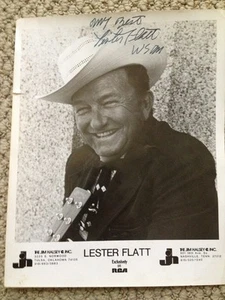 My Best
Lester Flatt
WSM
THE JIM HALSEY CO. INC.
LESTER FLATT
Exclusively
on
RCA
THE JIM HALSEY CO. INC.